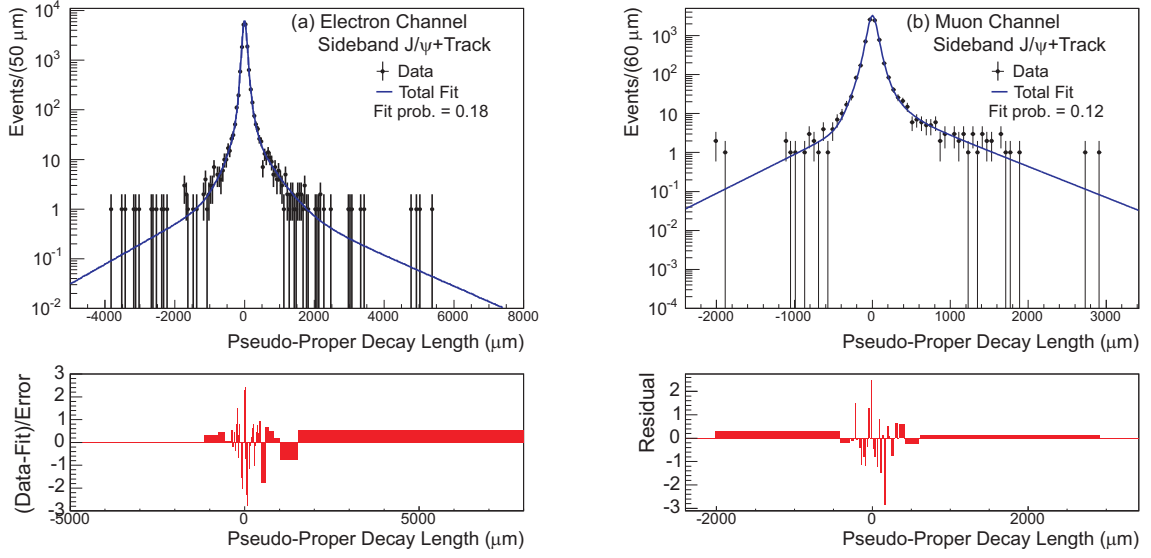 (a) Electron Channel
Sideband J/ψ+Track
Data
Total Fit
Fit prob. = 0.18
Events/(50 μm)
10⁴
10³
10²
10
1
10⁻¹
10⁻²
-4000 -2000 0 2000 4000 6000 8000
Pseudo-Proper Decay Length (μm)
(b) Muon Channel
Sideband J/ψ+Track
Data
Total Fit
Fit prob. = 0.12
Events/(60 μm)
10³
10²
10
1
10⁻¹
10⁻²
10⁻³
10⁻⁴
-2000 -1000 0 1000 2000 3000
Pseudo-Proper Decay Length (μm)
(Data-Fit)/Error
3
2
1
0
-1
-2
-3
-5000 0 5000
Pseudo-Proper Decay Length (μm)
Residual
3
2
1
0
-1
-2
-3
-2000 0 2000
Pseudo-Proper Decay Length (μm)